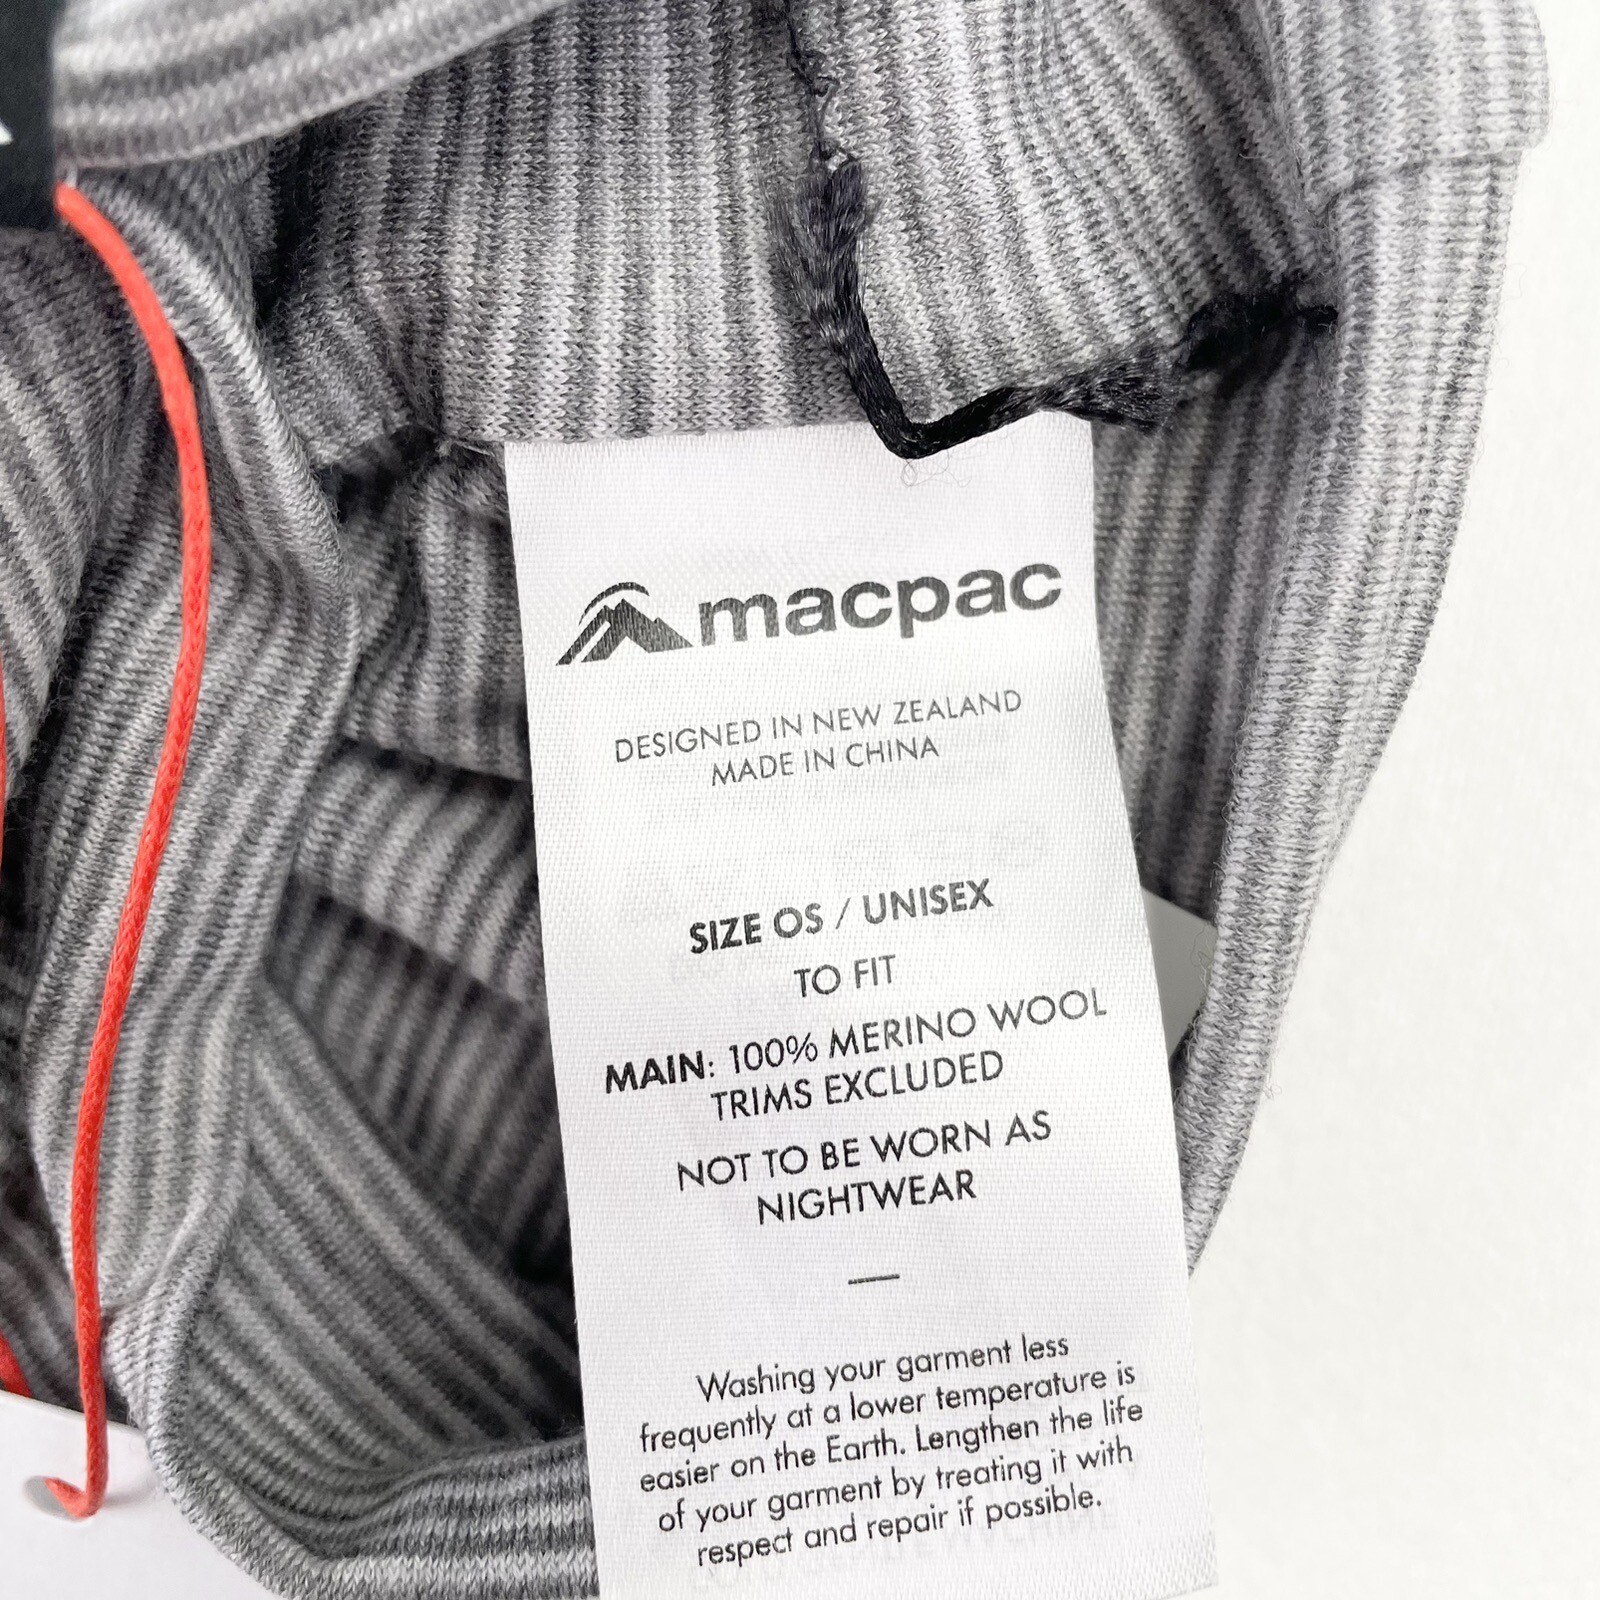 macpac
DESIGNED IN NEW ZEALAND
MADE IN CHINA
SIZE OS / UNISEX
TO FIT
MAIN: 100% MERINO WOOL
TRIMS EXCLUDED
NOT TO BE WORN AS
NIGHTWEAR
Washing your garment less
frequently at a lower temperature is
easier on the Earth. Lengthen the life
of your garment by treating it with
respect and repair if possible.